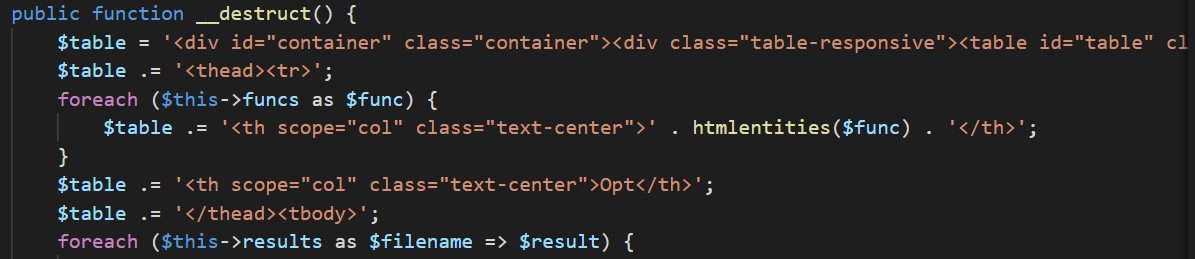 public function __destruct() {
$table = '<div id="container" class="container"><div class="table-responsive"><table id="table" cl
$table .= '<thead><tr>';
foreach ($this->funcs as $func) {
$table .= '<th scope="col" class="text-center">' . htmlentities($func) . '</th>';
}
$table .= '<th scope="col" class="text-center">Opt</th>';
$table .= '</thead><tbody>';
foreach ($this->results as $filename => $result) {